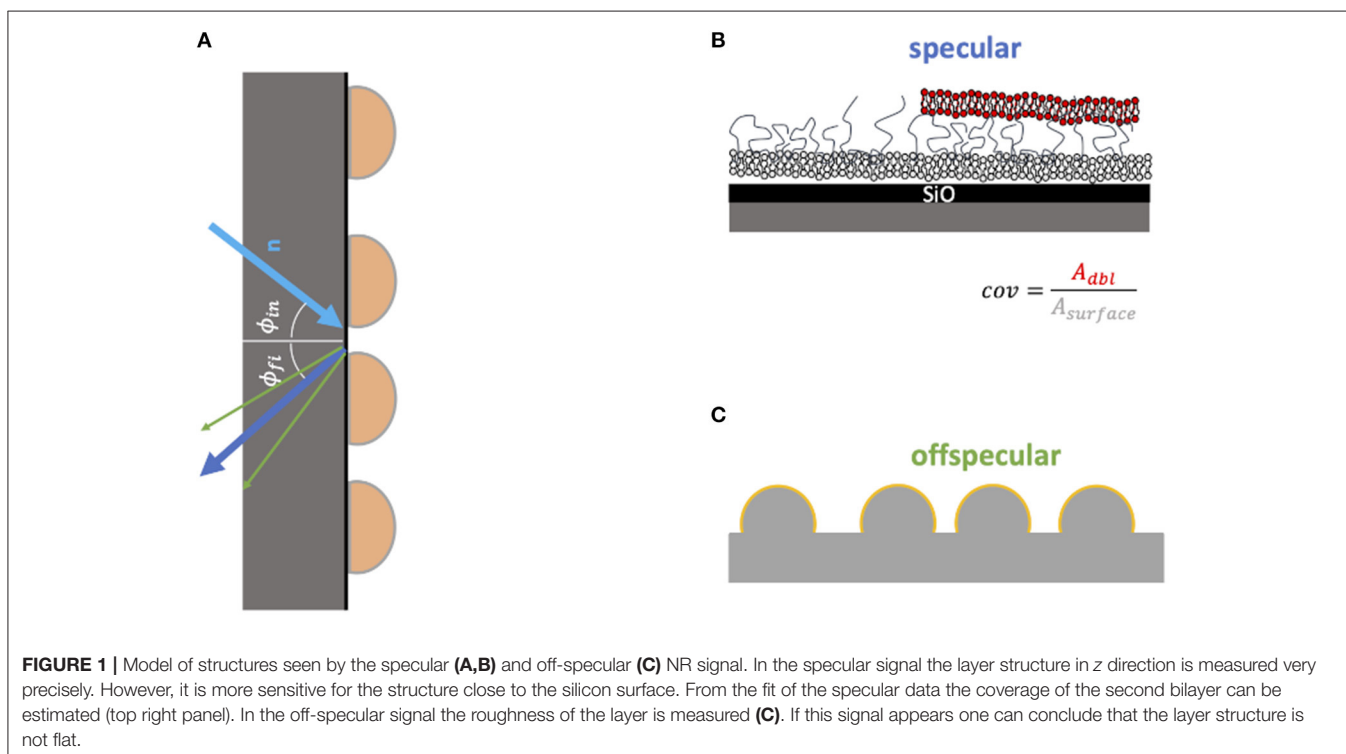 A
n
ϕin
ϕfi
B
specular
SiO
cov = Adbl / Asurface
C
offspecular
FIGURE 1 | Model of structures seen by the specular (A,B) and off-specular (C) NR signal. In the specular signal the layer structure in z direction is measured very
precisely. However, it is more sensitive for the structure close to the silicon surface. From the fit of the specular data the coverage of the second bilayer can be
estimated (top right panel). In the off-specular signal the roughness of the layer is measured (C). If this signal appears one can conclude that the layer structure is
not flat.